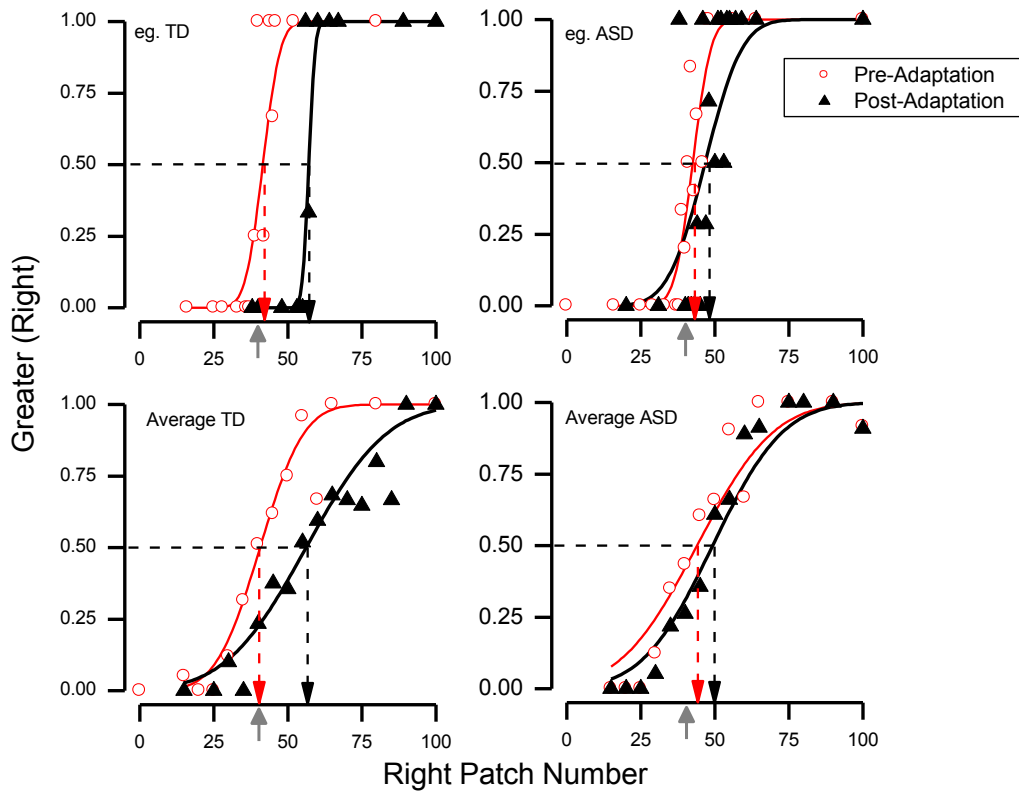 eg. TD
1.00
0.75
0.50
0.25
0.00
0 25 50 75 100
eg. ASD
1.00
0.75
0.50
0.25
0.00
0 25 50 75 100
Pre-Adaptation
Post-Adaptation
Greater (Right)
Average TD
1.00
0.75
0.50
0.25
0.00
0 25 50 75 100
Average ASD
1.00
0.75
0.50
0.25
0.00
0 25 50 75 100
Right Patch Number